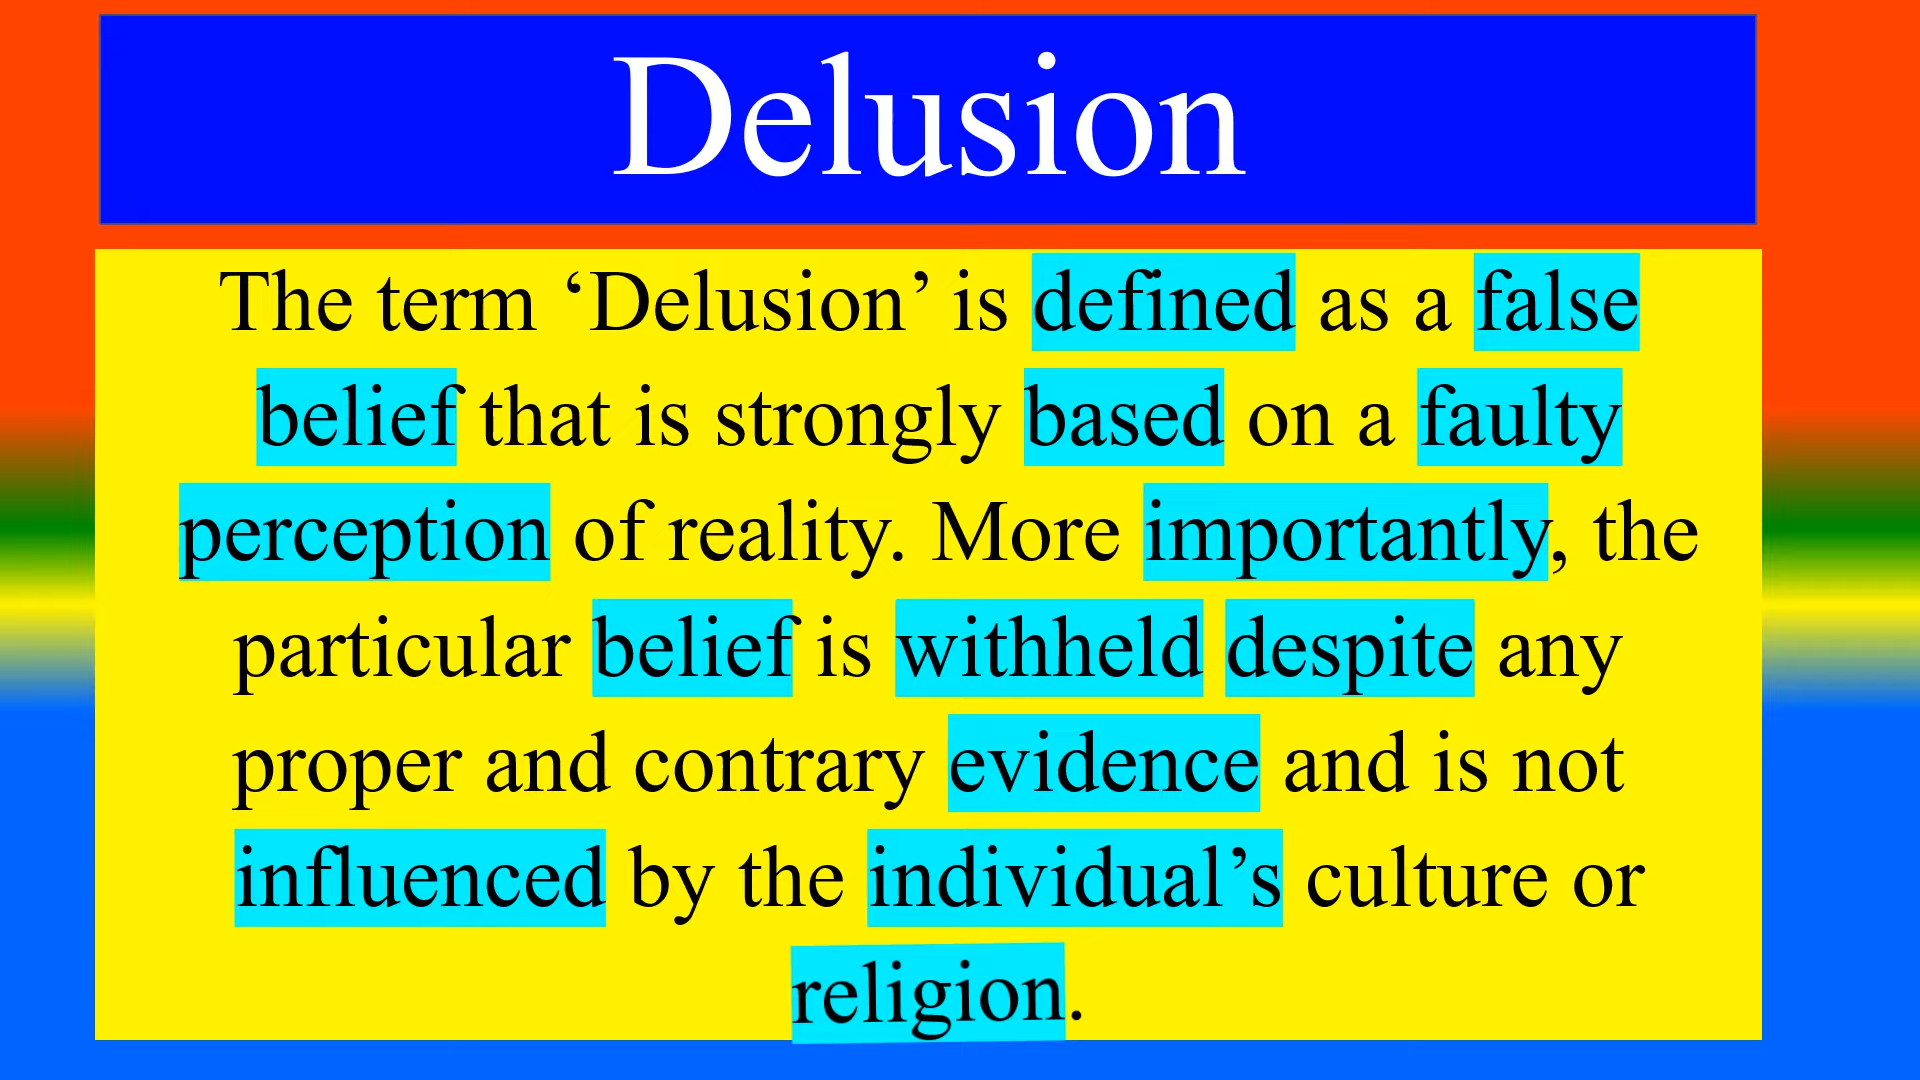 Delusion
The term ‘Delusion’ is defined as a false
belief that is strongly based on a faulty
perception of reality. More importantly, the
particular belief is withheld despite any
proper and contrary evidence and is not
influenced by the individual’s culture or
religion.